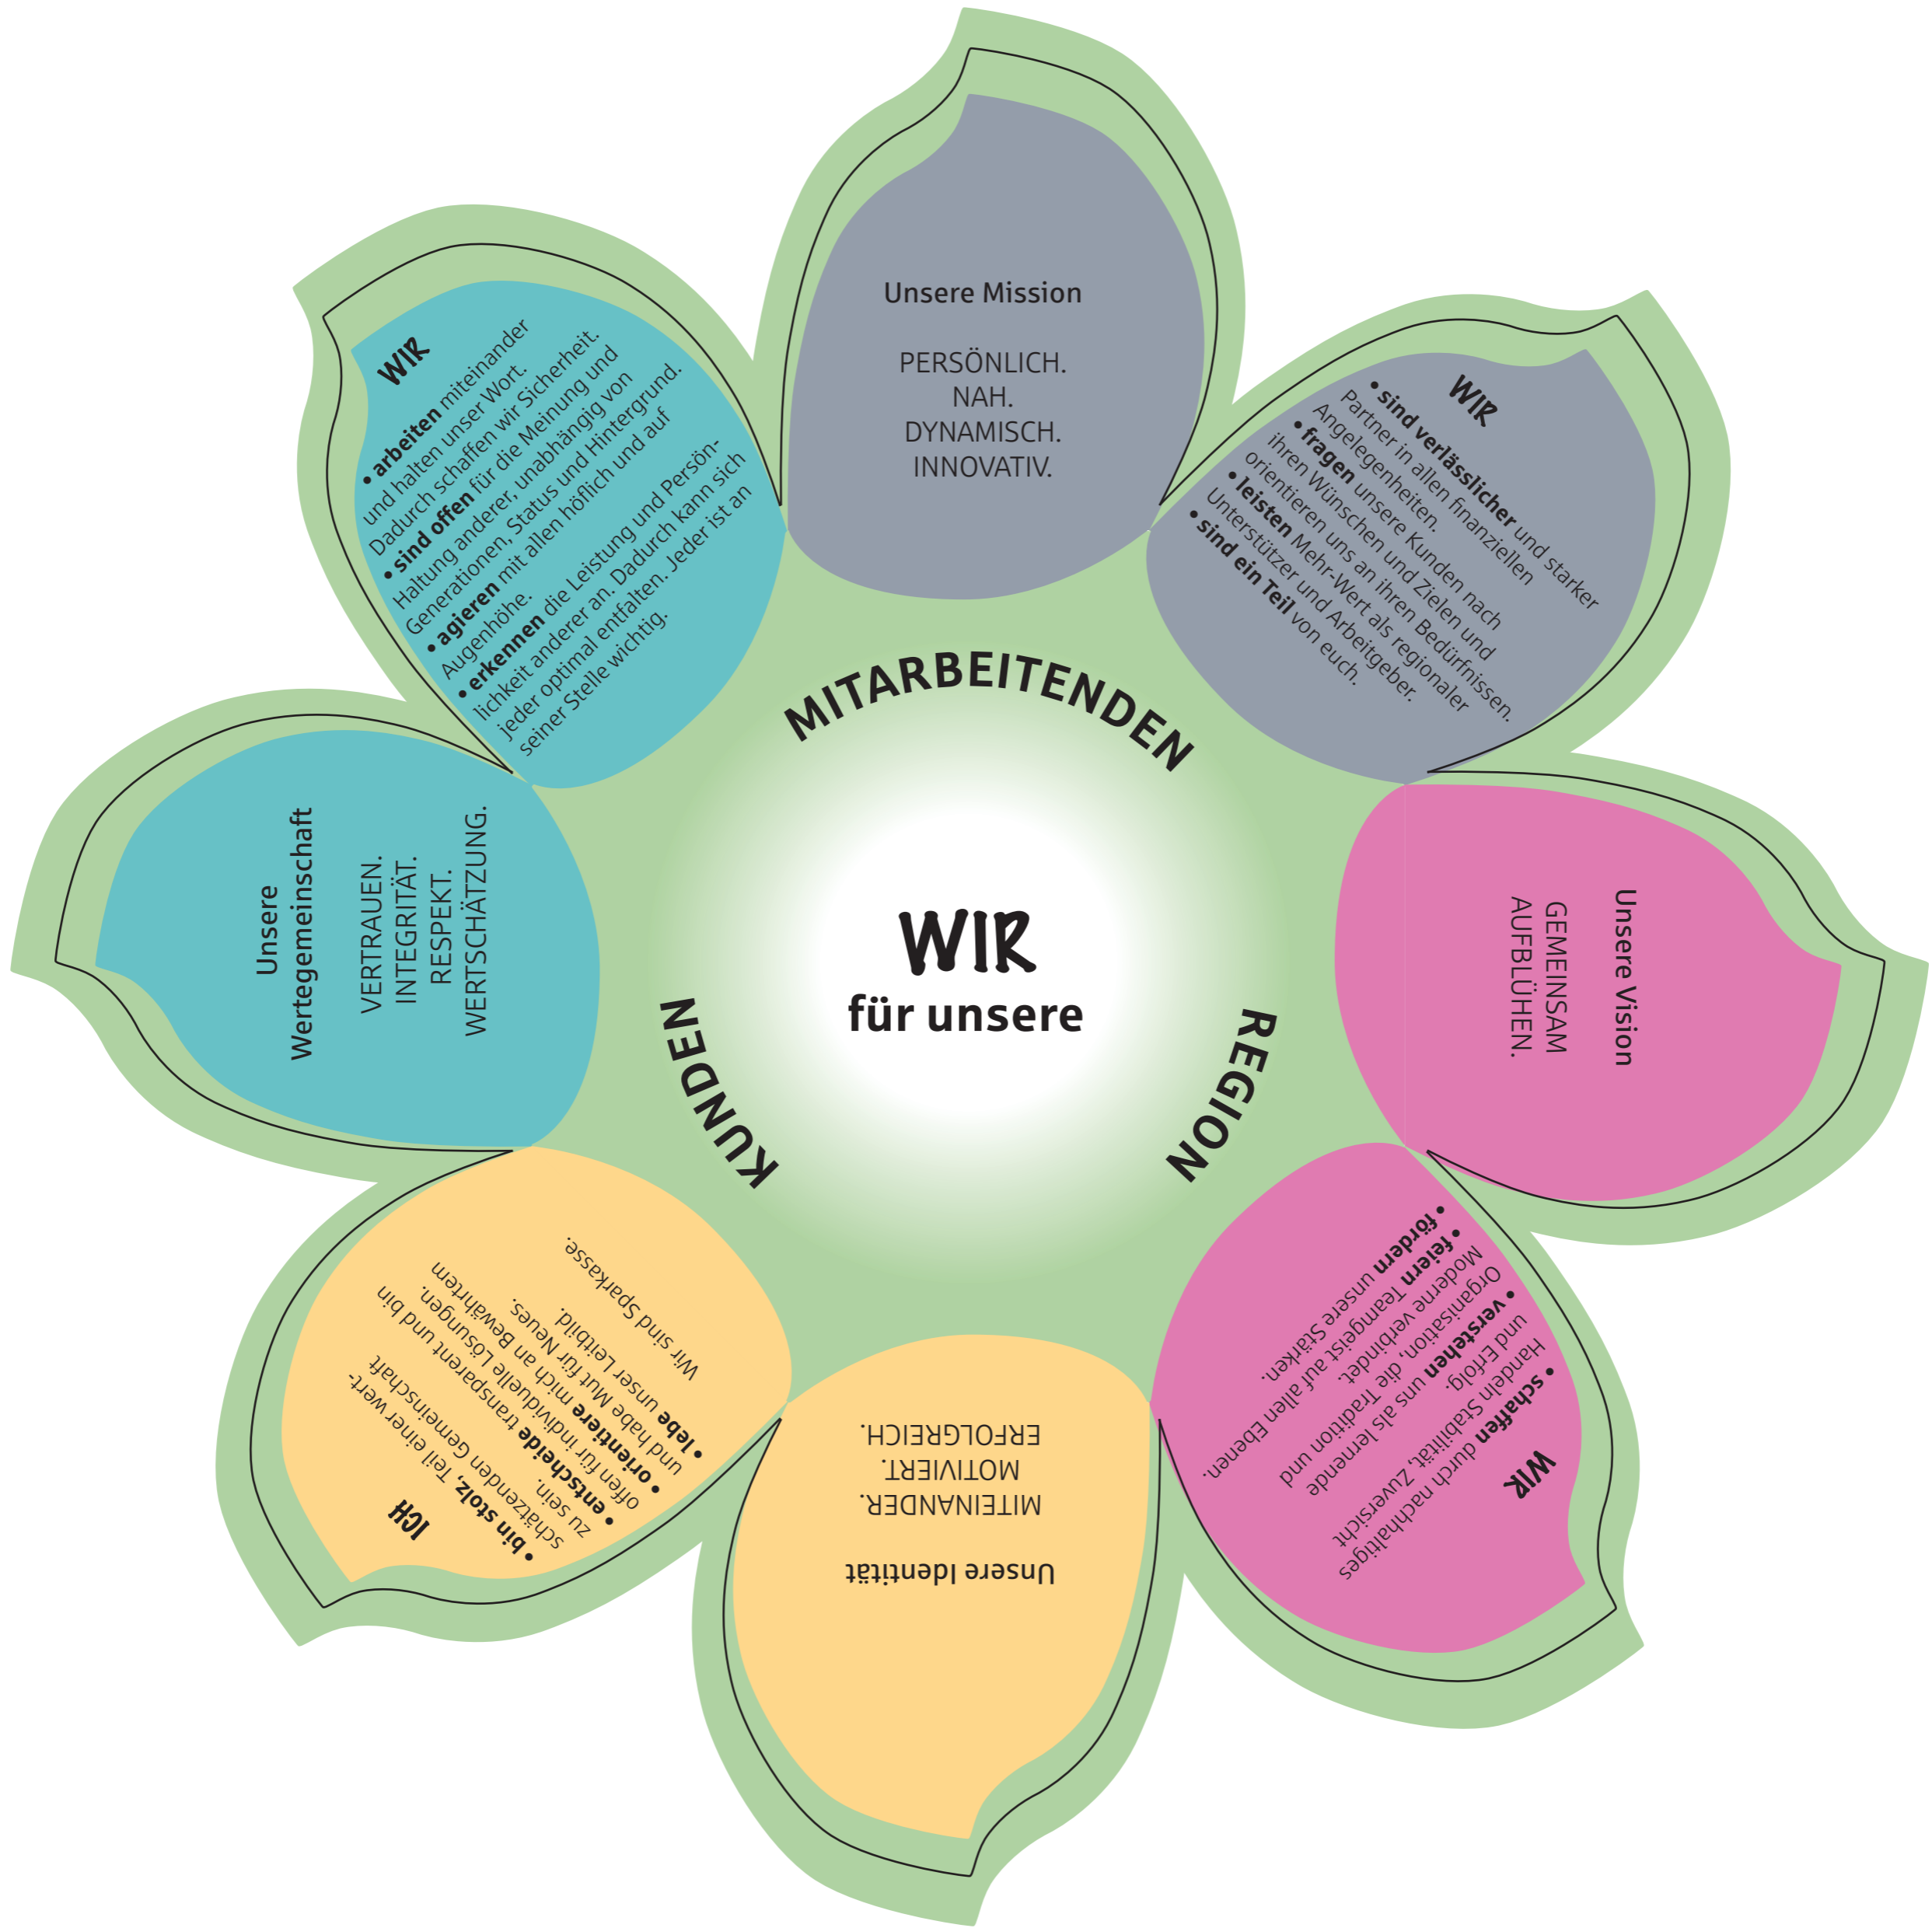 WIR
für unsere
MITARBEITENDEN
REGION
KUNDEN
Unsere Mission
PERSÖNLICH.
NAH.
DYNAMISCH.
INNOVATIV.
WIR
• sind verlässlicher und starker
Partner in allen finanziellen
Angelegenheiten.
• fragen unsere Kunden nach
ihren Wünschen und Zielen und
orientieren uns an ihren Bedürfnissen.
• leisten Mehr-Wert als regionaler
Unterstützer und Arbeitgeber.
• sind ein Teil von euch.
Unsere Vision
GEMEINSAM
AUFBLÜHEN.
WIR
• schaffen durch nachhaltiges
Handeln Stabilität, Zuversicht
und Erfolg.
• verstehen uns als lernende
Organisation, die Tradition und
Moderne verbindet.
• feiern Teamgeist auf allen Ebenen.
• fördern unsere Stärken.
Unsere Identität
MITEINANDER.
MOTIVIERT.
ERFOLGREICH.
ICH
• bin stolz, Teil einer wert-
schätzenden Gemeinschaft
zu sein.
• entscheide transparent und bin
offen für individuelle Lösungen.
• orientiere mich an Bewährtem
und habe Mut für Neues.
• lebe unser Leitbild.
Wir sind Sparkasse.
Unsere
Wertegemeinschaft
VERTRAUEN.
INTEGRITÄT.
RESPEKT.
WERTSCHÄTZUNG.
WIR
• arbeiten miteinander
und halten unser Wort.
Dadurch schaffen wir Sicherheit.
• sind offen für die Meinung und
Haltung anderer, unabhängig von
Generationen, Status und Hintergrund.
• agieren mit allen höflich und auf
Augenhöhe.
• erkennen die Leistung und Persön-
lichkeit anderer an. Dadurch kann sich
jeder optimal entfalten. Jeder ist an
seiner Stelle wichtig.